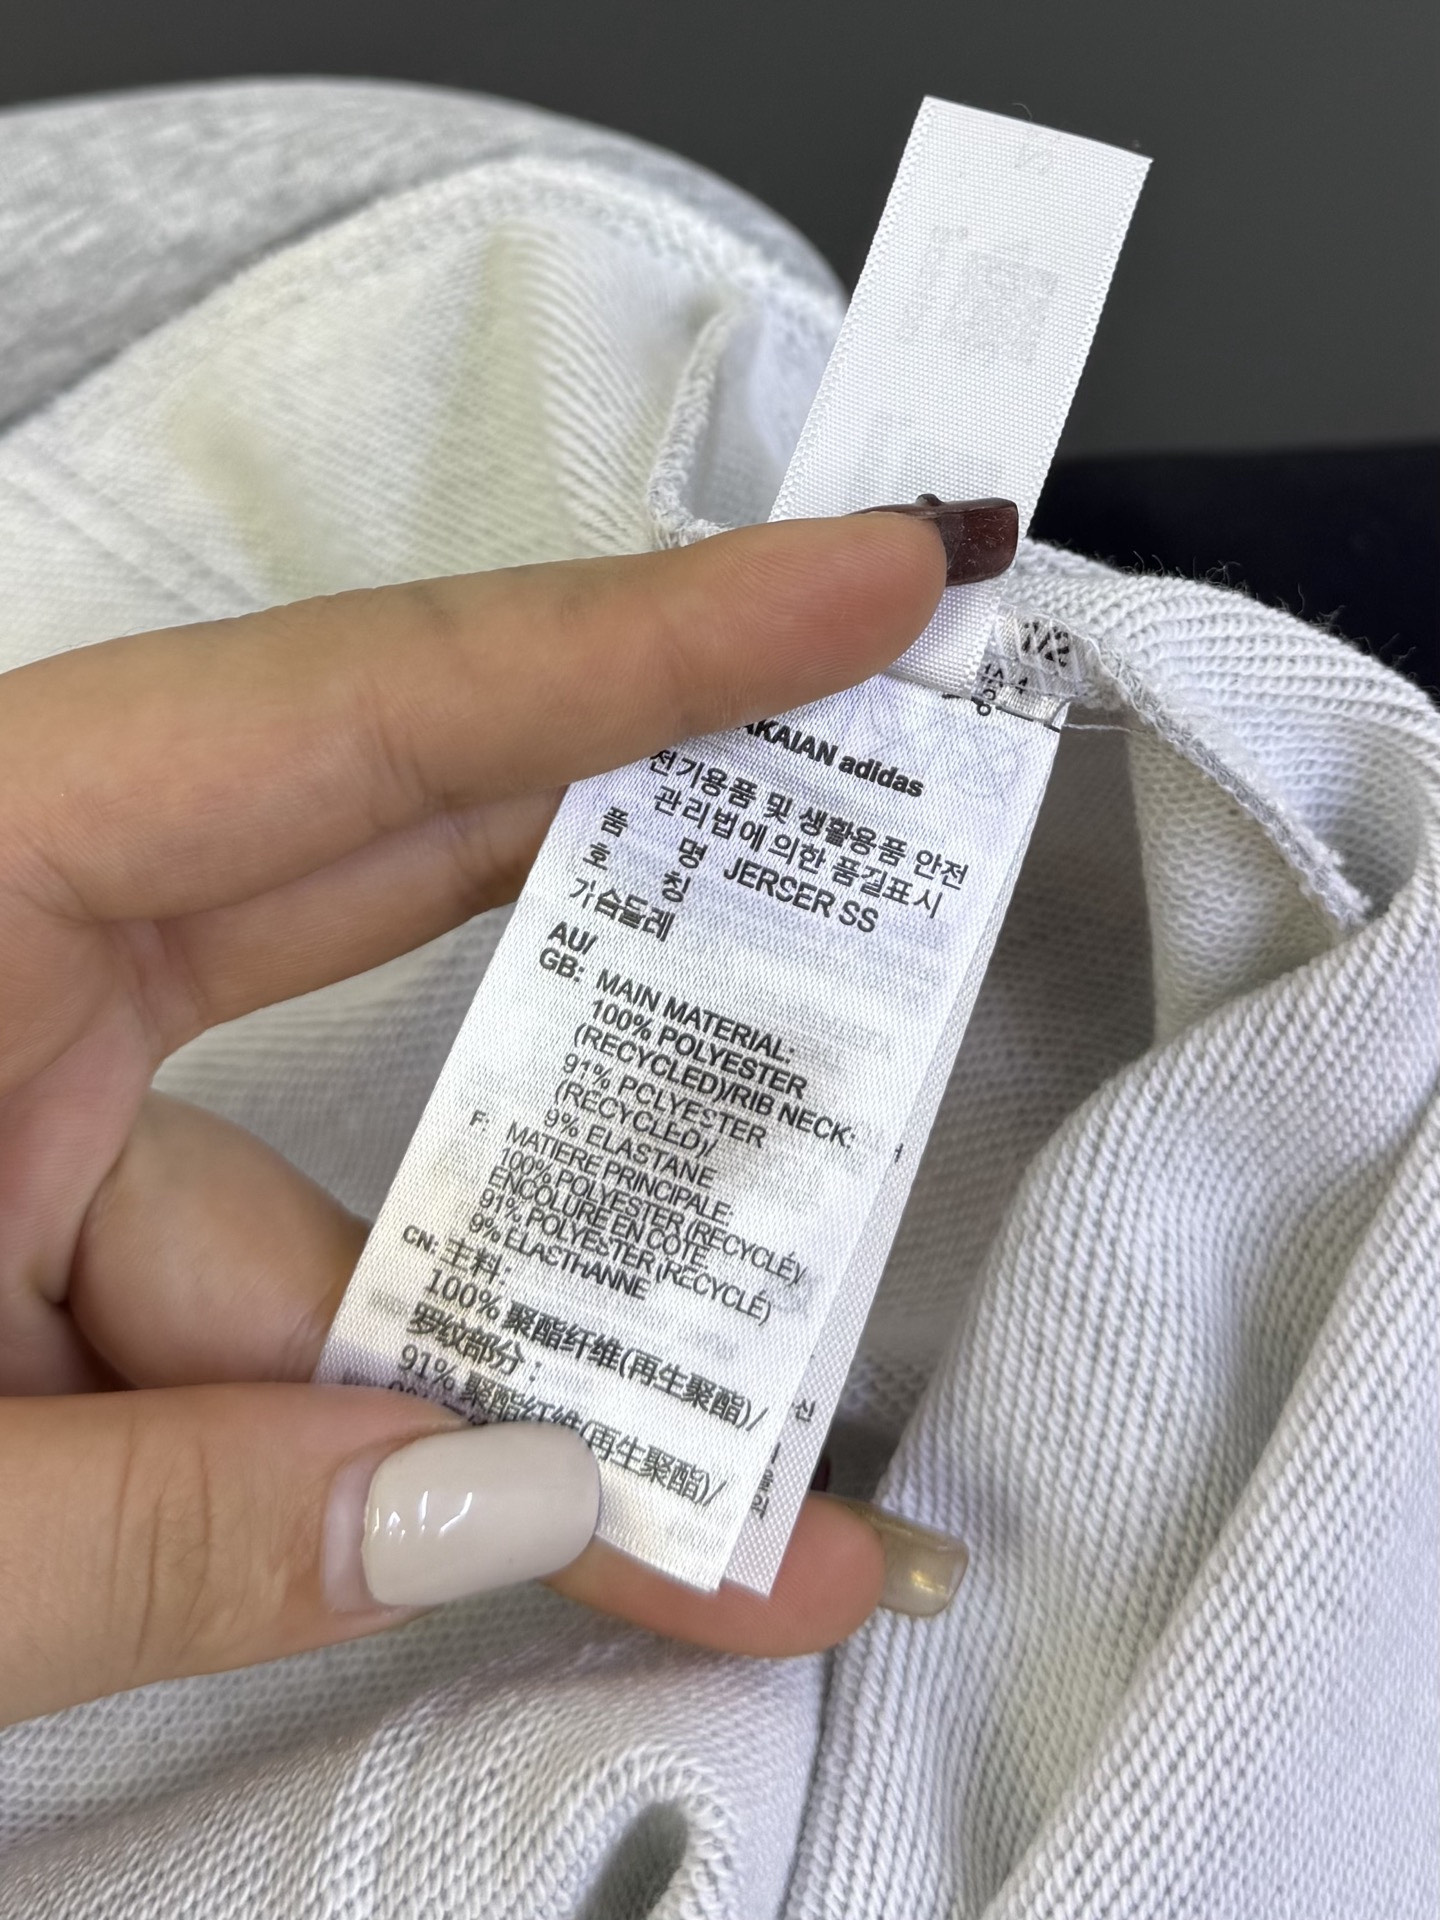 AKAIAN adidas
전기용품 및 생활용품 안전
관리법에 의한 품질표시
품 명 JERSER SS
호 칭
가슴둘레
AU/
GB: MAIN MATERIAL:
100% POLYESTER
(RECYCLED)/RIB NECK:
91% POLYESTER
(RECYCLED)/
9% ELASTANE
F: MATIERE PRINCIPALE.
100% POLYESTER (RECYCLÉ)/
ENCOLURE EN COTE.
91% POLYESTER (RECYCLÉ)
9% ELASTHANNE
CN: 主料:
100% 聚酯纤维(再生聚酯)/
罗纹部分:
91% 聚酯纤维(再生聚酯)/
신